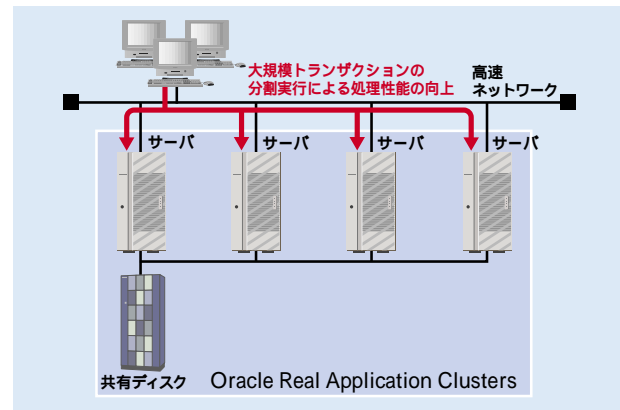 大規模トランザクションの
分割実行による処理性能の向上
高速
ネットワーク
サーバ
サーバ
サーバ
サーバ
共有ディスク
Oracle Real Application Clusters